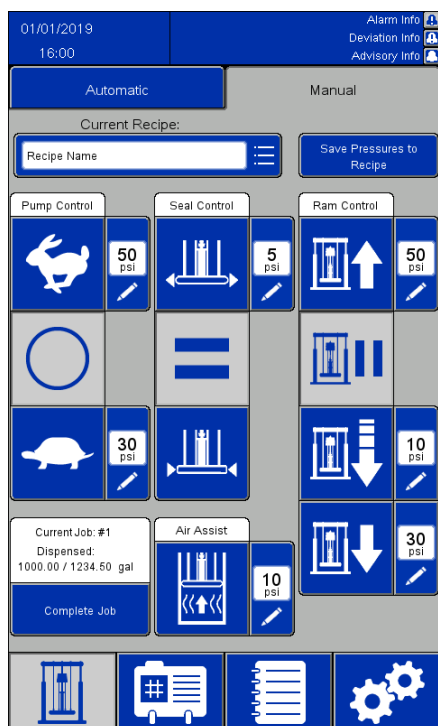 01/01/2019
16:00
Alarm Info
Deviation Info
Advisory Info
Automatic
Manual
Current Recipe:
Recipe Name
Save Pressures to
Recipe
Pump Control
Seal Control
Ram Control
50
psi
5
psi
50
psi
30
psi
10
psi
30
psi
Current Job: #1
Dispensed:
1000.00 / 1234.50 gal
Complete Job
Air Assist
10
psi
#